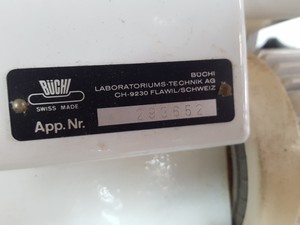 BÜCHI
SWISS MADE
BÜCHI
LABORATORIUMS-TECHNIK AG
CH-9230 FLAWIL/SCHWEIZ
App.Nr.